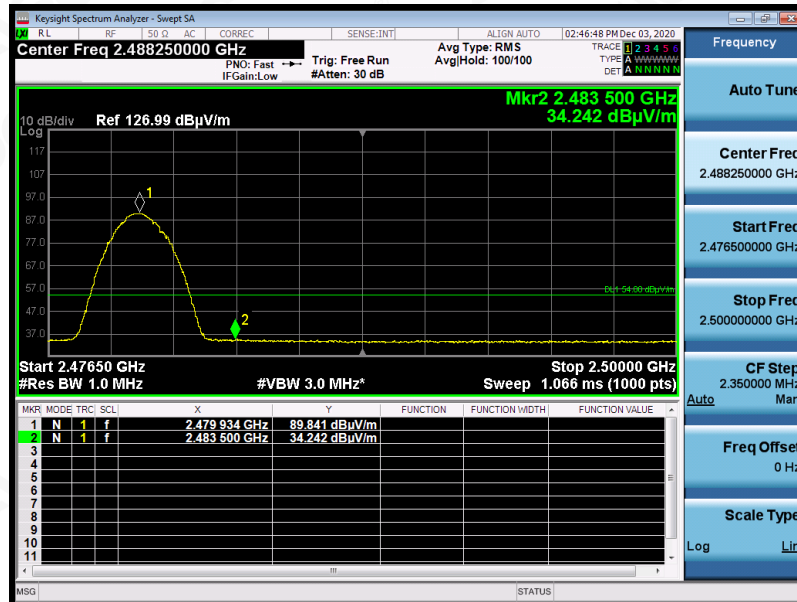 Keysight Spectrum Analyzer - Swept SA
LXI RL RF 50 Ω AC CORREC SENSE:INT ALIGN AUTO 02:46:48 PM Dec 03, 2020
Center Freq 2.488250000 GHz
PNO: Fast
IFGain:Low
Trig: Free Run
#Atten: 30 dB
Avg Type: RMS
Avg|Hold: 100/100
TRACE 1 2 3 4 5 6
TYPE A WWWWW
DET A N N N N N
Mkr2 2.483 500 GHz
34.242 dBµV/m
10 dB/div Ref 126.99 dBµV/m
Log
117
107
97.0
87.0
77.0
67.0
57.0
47.0
37.0
1
2
DL1 54.00 dBµV/m
Start 2.47650 GHz Stop 2.50000 GHz
#Res BW 1.0 MHz #VBW 3.0 MHz* Sweep 1.066 ms (1000 pts)
MKR MODE TRC SCL X Y FUNCTION FUNCTION WIDTH FUNCTION VALUE
1 N 1 f 2.479 934 GHz 89.841 dBµV/m
2 N 1 f 2.483 500 GHz 34.242 dBµV/m
3
4
5
6
7
8
9
10
11
MSG STATUS
Frequency
Auto Tune
Center Freq
2.488250000 GHz
Start Freq
2.476500000 GHz
Stop Freq
2.500000000 GHz
CF Step
2.350000 MHz
Auto Man
Freq Offset
0 Hz
Scale Type
Log Lin